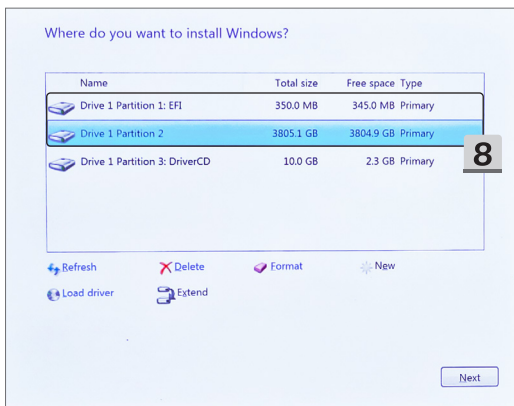 Where do you want to install Windows?
Name Total size Free space Type
Drive 1 Partition 1: EFI 350.0 MB 345.0 MB Primary
Drive 1 Partition 2 3805.1 GB 3804.9 GB Primary
Drive 1 Partition 3: DriverCD 10.0 GB 2.3 GB Primary
8
Refresh Delete Format New
Load driver Extend
Next